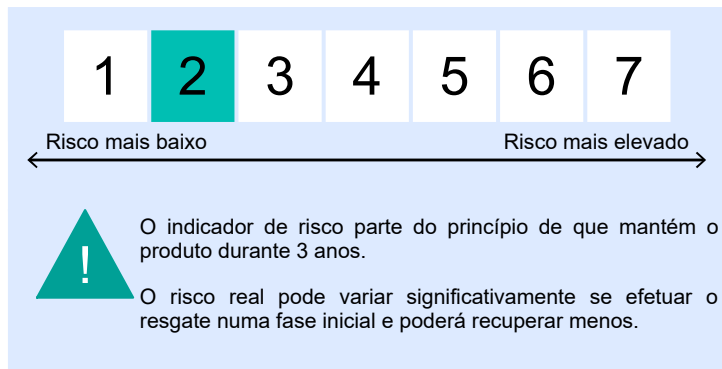 1 2 3 4 5 6 7
Risco mais baixo Risco mais elevado
!
O indicador de risco parte do princípio de que mantém o
produto durante 3 anos.
O risco real pode variar significativamente se efetuar o
resgate numa fase inicial e poderá recuperar menos.